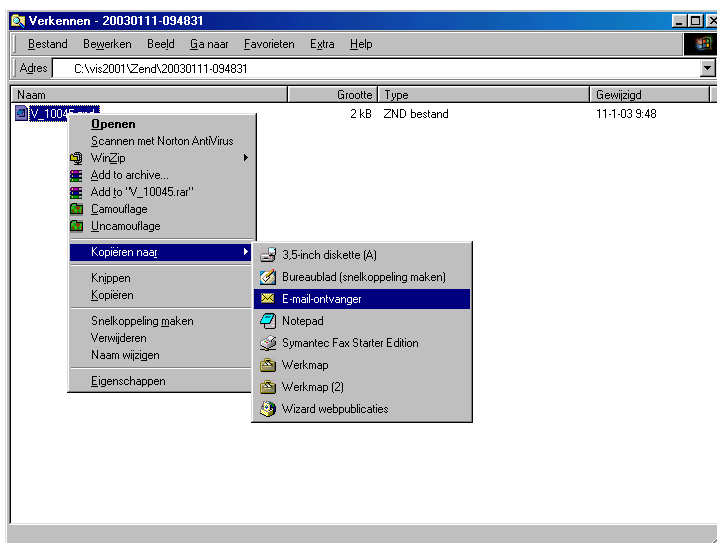 Verkennen - 20030111-094831
Bestand Bewerken Beeld Ga naar Favorieten Extra Help
Adres C:\vis2001\Zend\20030111-094831
Naam Grootte Type Gewijzigd
2 kB ZND bestand 11-1-03 9:48
Openen
Scannen met Norton AntiVirus
WinZip
Add to archive...
Add to "V_10045.rar"
Camouflage
Uncamouflage
Kopiëren naar
Knippen
Kopiëren
Snelkoppeling maken
Verwijderen
Naam wijzigen
Eigenschappen
3,5-inch diskette (A)
Bureaublad (snelkoppeling maken)
E-mail-ontvanger
Notepad
Symantec Fax Starter Edition
Werkmap
Werkmap (2)
Wizard webpublicaties